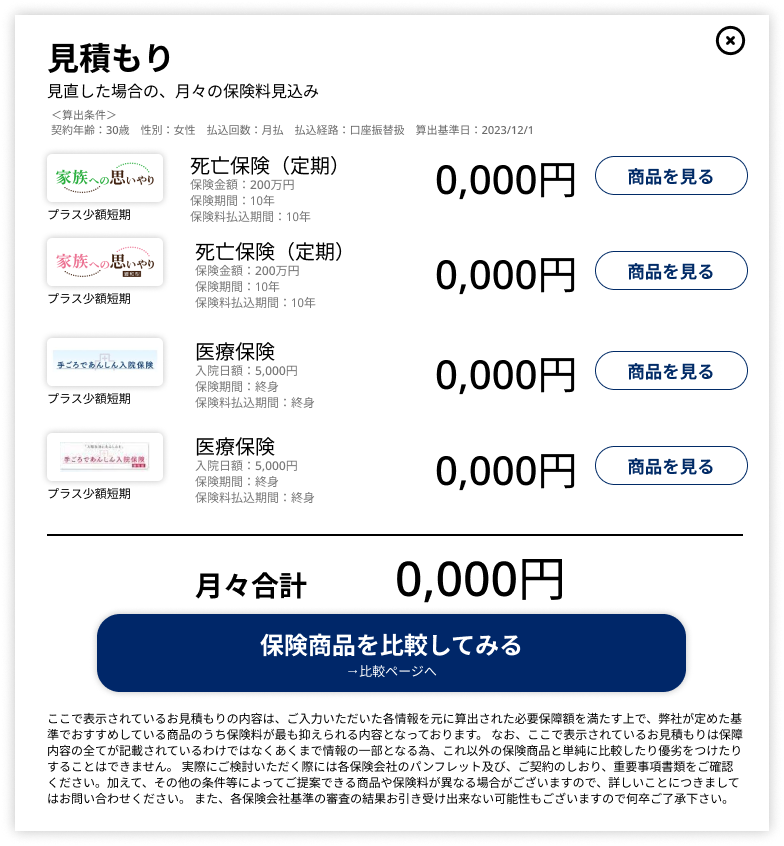 見積もり
見直した場合の、月々の保険料見込み
＜算出条件＞
契約年齢：30歳　性別：女性　払込回数：月払　払込経路：口座振替扱　算出基準日：2023/12/1
家族への思いやり
プラス少額短期
死亡保険（定期）
保険金額：200万円
保険期間：10年
保険料払込期間：10年
0,000円
商品を見る
家族への思いやり
プラス少額短期
死亡保険（定期）
保険金額：200万円
保険期間：10年
保険料払込期間：10年
0,000円
商品を見る
手ごろであんしん入院保険
プラス少額短期
医療保険
入院日額：5,000円
保険期間：終身
保険料払込期間：終身
0,000円
商品を見る
手ごろであんしん入院保険
プラス少額短期
医療保険
入院日額：5,000円
保険期間：終身
保険料払込期間：終身
0,000円
商品を見る
月々合計
0,000円
保険商品を比較してみる
→比較ページへ
ここで表示されているお見積もりの内容は、ご入力いただいた各情報を元に算出された必要保障額を満たす上で、弊社が定めた基
準でおすすめしている商品のうち保険料が最も抑えられる内容となっております。 なお、ここで表示されているお見積もりは保障
内容の全てが記載されているわけではなくあくまで情報の一部となる為、これ以外の保険商品と単純に比較したり優劣をつけたり
することはできません。 実際にご検討いただく際には各保険会社のパンフレット及び、ご契約のしおり、重要事項書類をご確認
ください。加えて、その他の条件等によってご提案できる商品や保険料が異なる場合がございますので、詳しいことにつきまして
はお問い合わせください。 また、各保険会社基準の審査の結果お引き受け出来ない可能性もございますので何卒ご了承下さい。